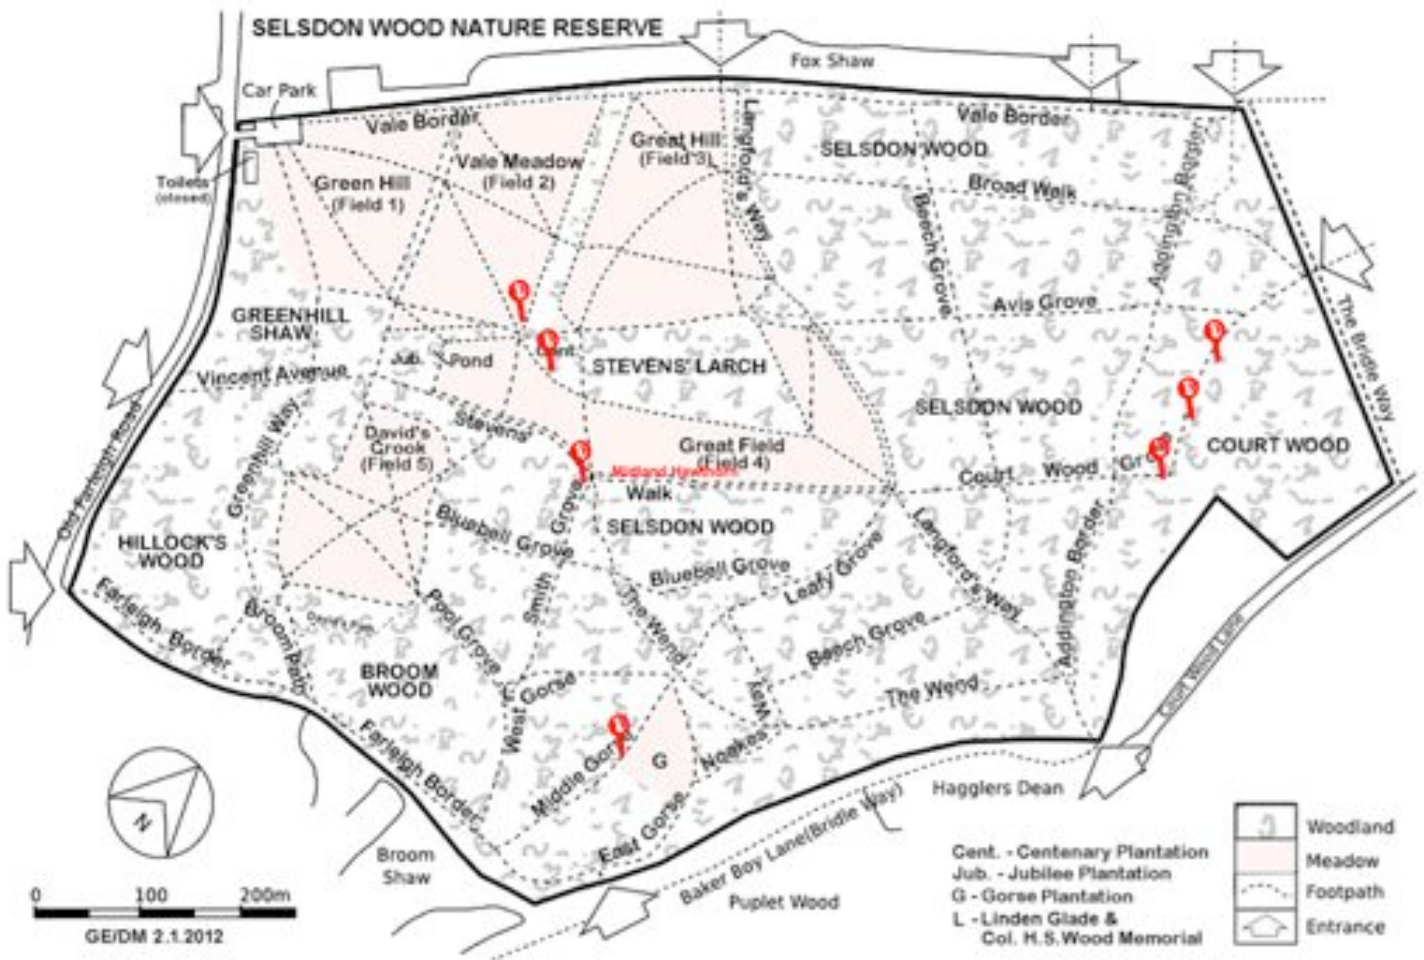 SELSDON WOOD NATURE RESERVE
Fox Shaw
Car Park
Vale Border
Vale Border
Great Hill
(Field 3)
SELSDON WOOD
Vale Meadow
(Field 2)
Toilets
(closed)
Green Hill
(Field 1)
Langford's Way
Broad Walk
Addington Border
Beech Grove
Avis Grove
The Bridle Way
GREENHILL
SHAW
Jub.
Pond
STEVENS' LARCH
Vincent Avenue
SELSDON WOOD
Greenhill Way
Stevens
David's
Crook
(Field 5)
Great Field
(Field 4)
COURT WOOD
Midland Hawthorn
Court Wood Gr
Old Farleigh Road
Walk
Grove
SELSDON WOOD
Bluebell Grove
HILLOCK'S
WOOD
Bluebell Grove
Leafy Grove
Langford's Way
Addington Border
Farleigh Border
Broom Path
Pool Grove
Smith
The Wend
Beech Grove
BROOM
WOOD
L
Gorse
West Gorse
Way
The Wend
Court Wood Lane
Farleigh Border
Middle Gorse
G
Noakes
East Gorse
N
Hagglers Dean
Baker Boy Lane(Bridle Way)
Broom
Shaw
Puplet Wood
0 100 200m
GE/DM 2.1.2012
Cent. - Centenary Plantation
Jub. - Jubilee Plantation
G - Gorse Plantation
L - Linden Glade &
Col. H.S.Wood Memorial
Woodland
Meadow
Footpath
Entrance